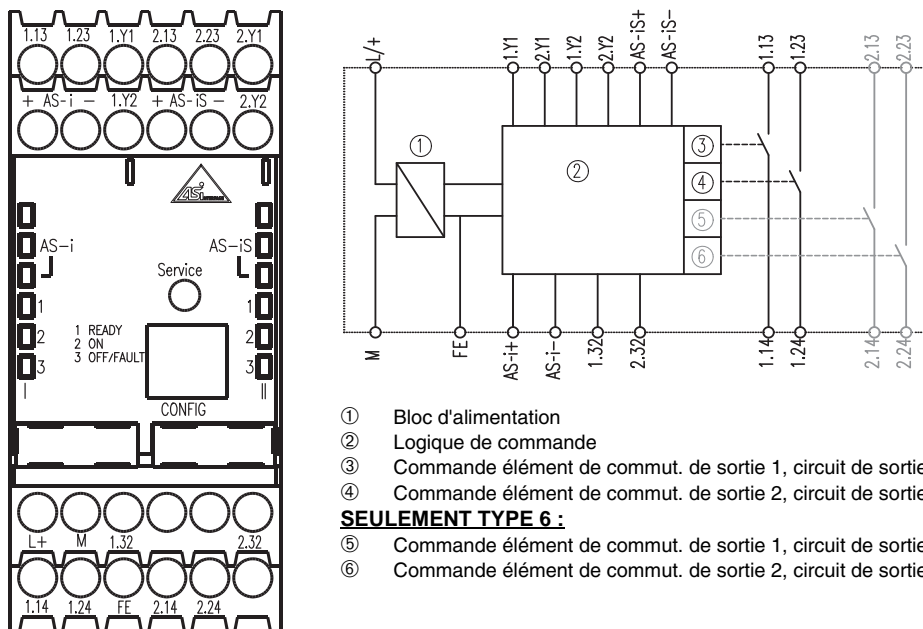 1.13 1.23 1.Y1 2.13 2.23 2.Y1
+ AS-i − 1.Y2 + AS-iS − 2.Y2
AS-i AS-iS
Service
1 1
1 READY
2 2 ON 2
3 3 OFF/FAULT 3
I II
CONFIG
L+ M 1.32 2.32
1.14 1.24 FE 2.14 2.24
L/+ 1.Y1 2.Y1 1.Y2 2.Y2 AS-iS+ AS-iS− 1.13 1.23 2.13 2.23
① ② ③
④
⑤
⑥
M FE AS-i+ AS-i− 1.32 2.32 1.14 1.24 2.14 2.24
① Bloc d'alimentation
② Logique de commande
③ Commande élément de commut. de sortie 1, circuit de sortie
④ Commande élément de commut. de sortie 2, circuit de sortie
SEULEMENT TYPE 6 :
⑤ Commande élément de commut. de sortie 1, circuit de sortie
⑥ Commande élément de commut. de sortie 2, circuit de sortie